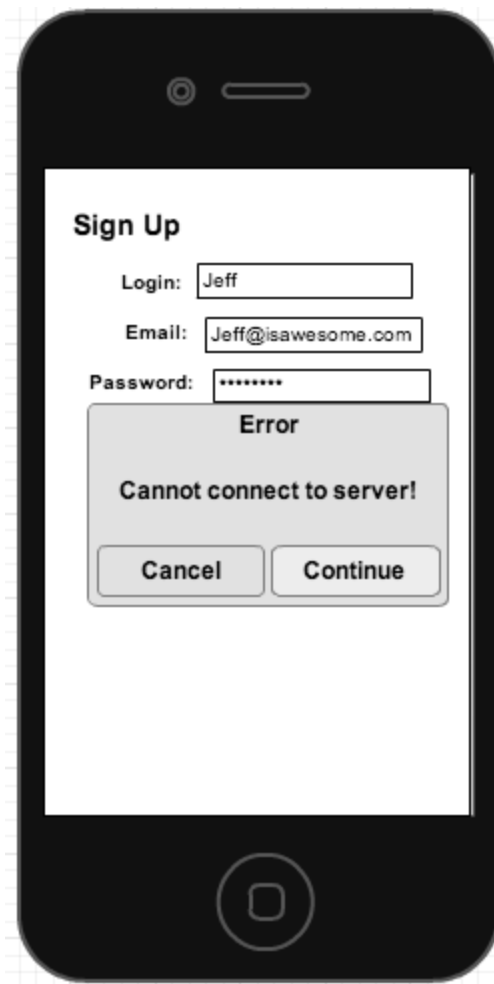 Sign Up
Login: Jeff
Email: Jeff@isawesome.com
Password: ********
Error
Cannot connect to server!
Cancel Continue